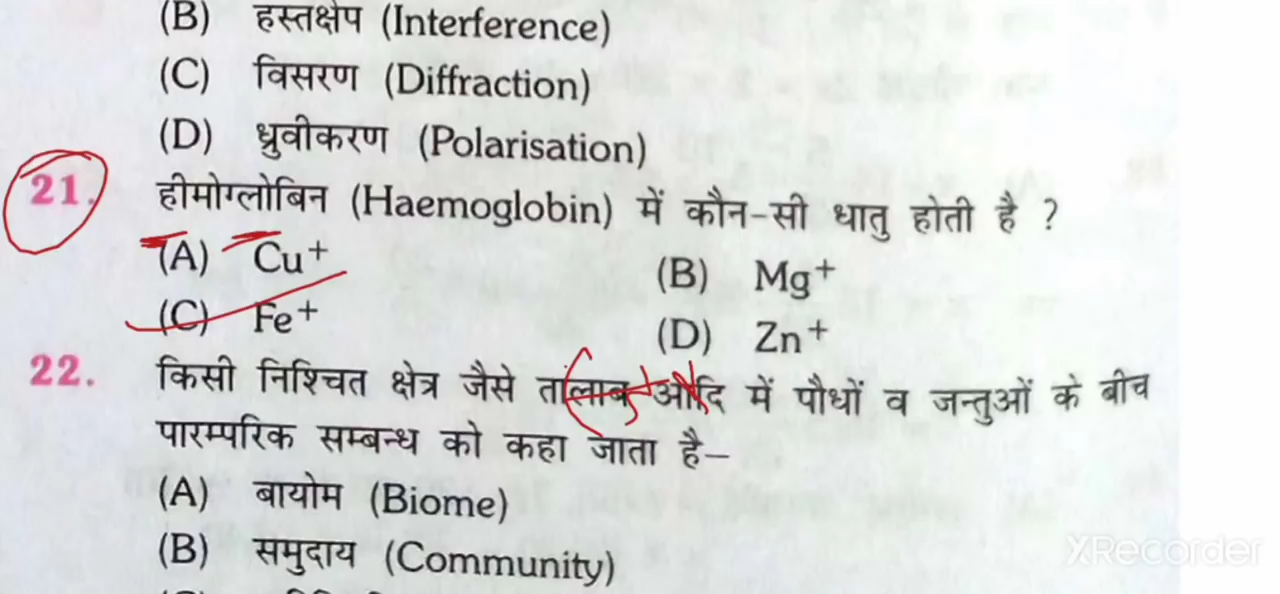 (B) हस्तक्षेप (Interference)
(C) विसरण (Diffraction)
(D) ध्रुवीकरण (Polarisation)
21. हीमोग्लोबिन (Haemoglobin) में कौन-सी धातु होती है ?
(A) Cu+ (B) Mg+
(C) Fe+ (D) Zn+
22. किसी निश्चित क्षेत्र जैसे तालाब आदि में पौधों व जन्तुओं के बीच
पारम्परिक सम्बन्ध को कहा जाता है–
(A) बायोम (Biome)
(B) समुदाय (Community)
XRecorder